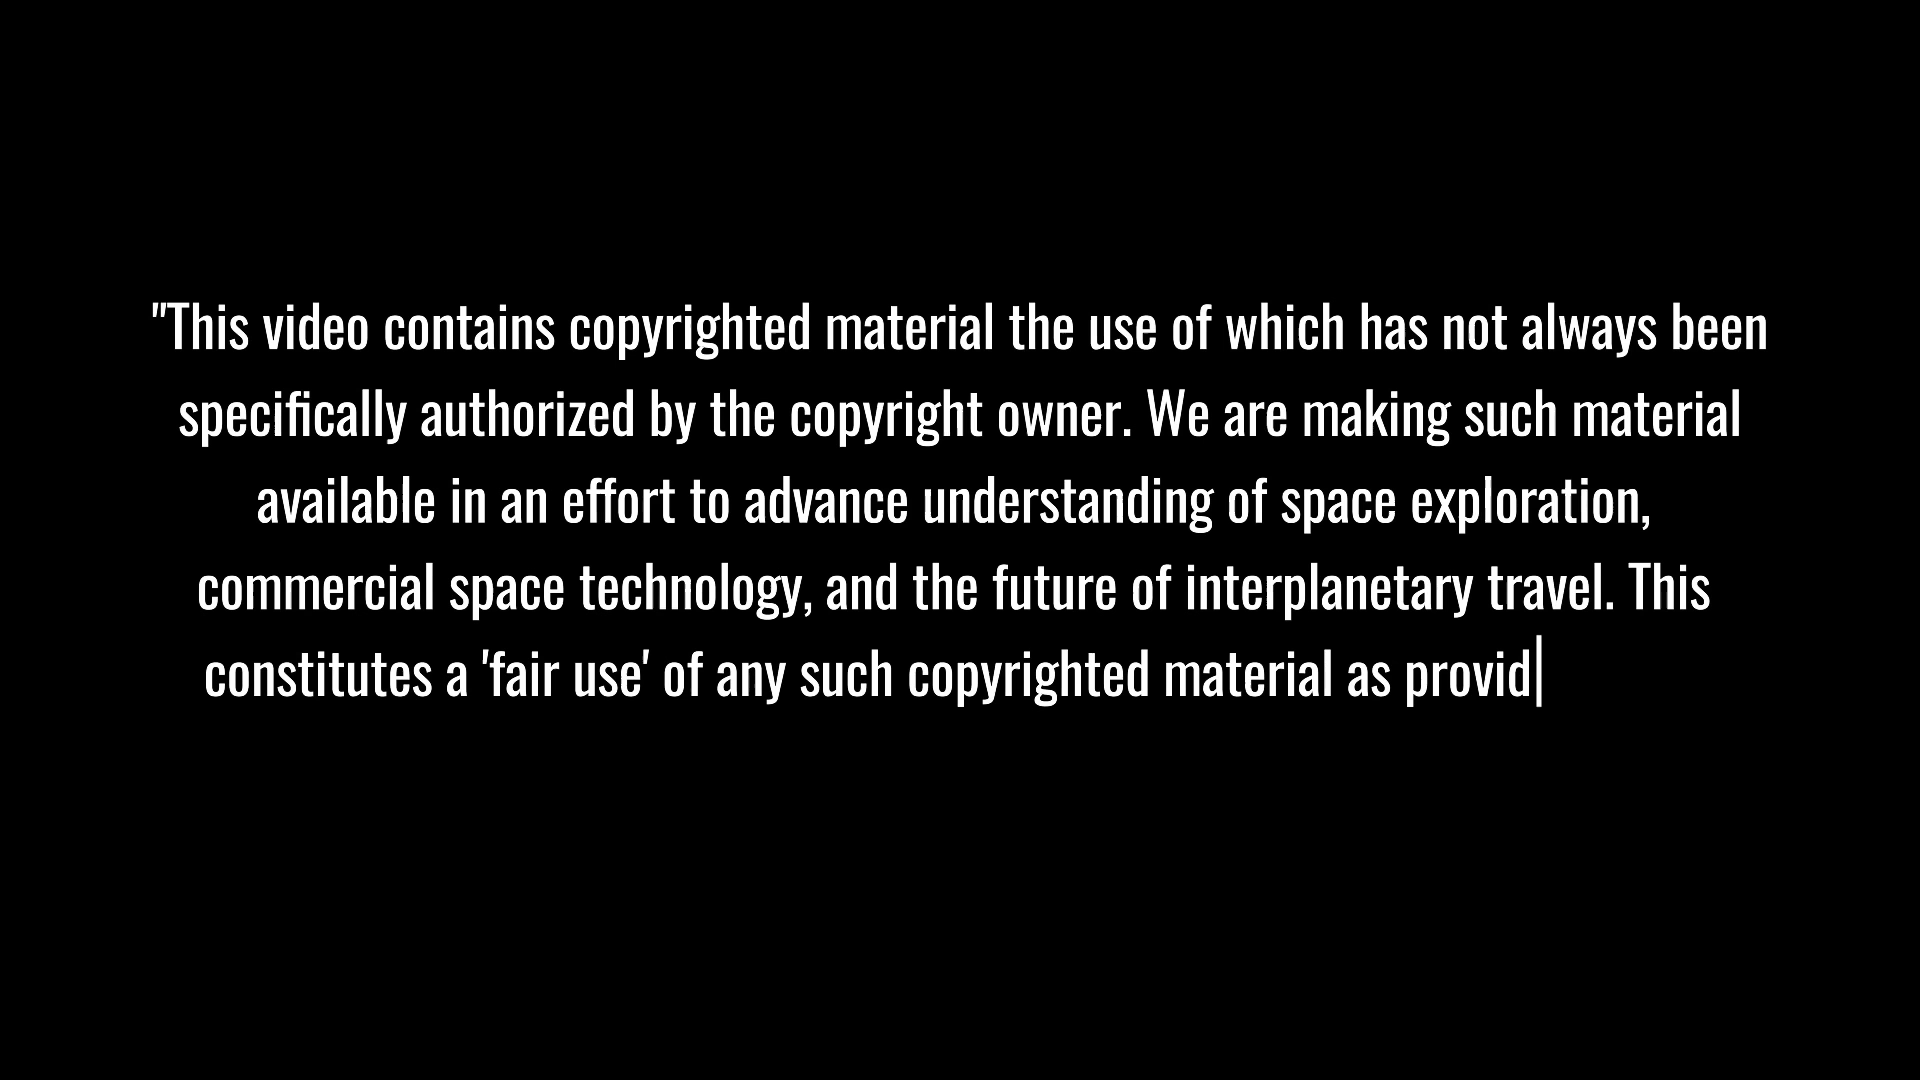 "This video contains copyrighted material the use of which has not always been
specifically authorized by the copyright owner. We are making such material
available in an effort to advance understanding of space exploration,
commercial space technology, and the future of interplanetary travel. This
constitutes a 'fair use' of any such copyrighted material as provid